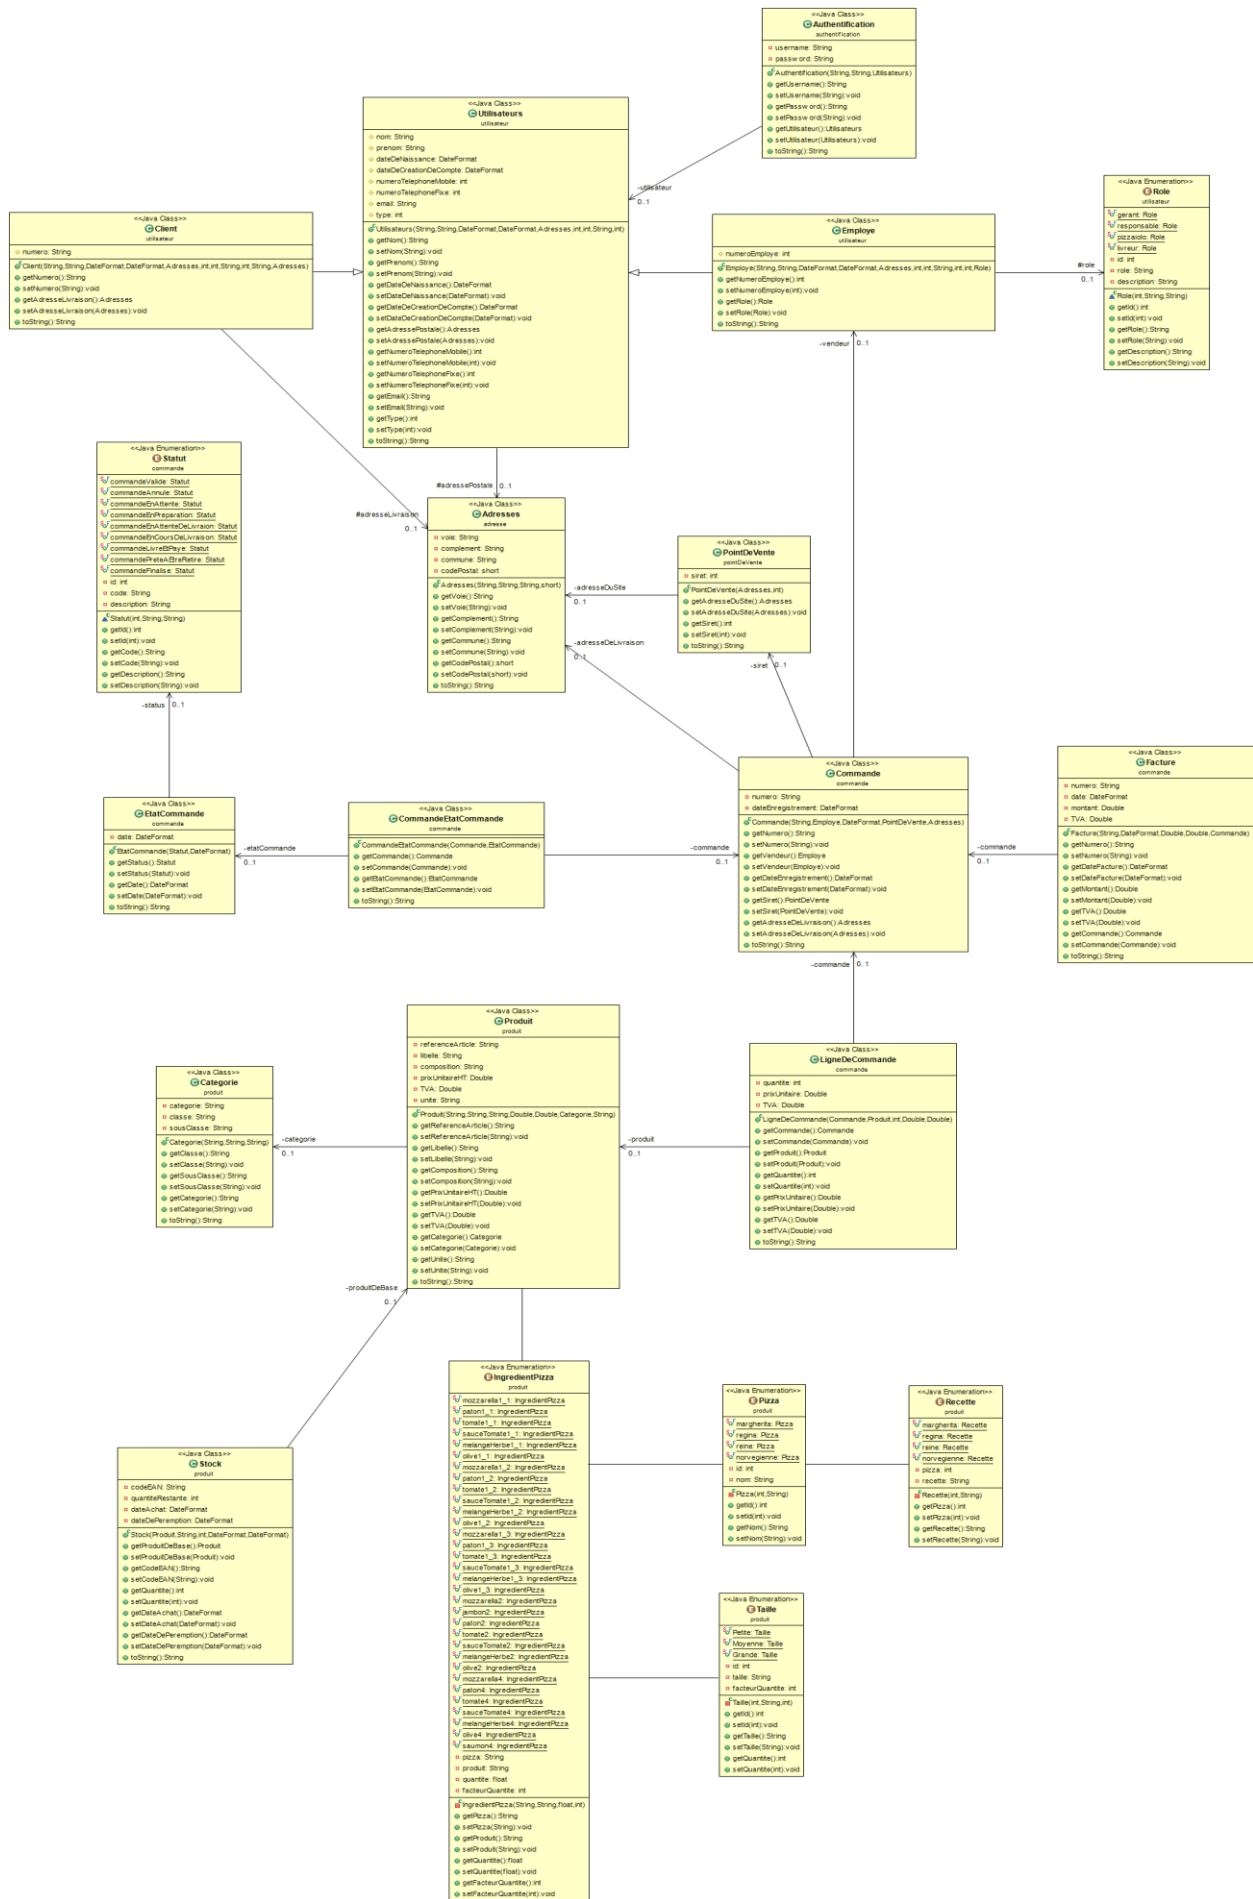 <<Java Class>>
Authentification
authentification
username: String
password: String
Authentification(String,String,Utilisateurs)
getUsername():String
setUsername(String):void
getPassword():String
setPassword(String):void
getUtilisateur():Utilisateurs
setUtilisateur(Utilisateurs):void
toString():String
-utilisateur
0..1
<<Java Class>>
Utilisateurs
utilisateur
nom: String
prenom: String
dateDeNaissance: DateFormat
dateDeCreationDeCompte: DateFormat
numeroTelephoneMobile: int
numeroTelephoneFixe: int
email: String
type: int
Utilisateurs(String,String,DateFormat,DateFormat,Adresses,int,int,String,int)
getNom():String
setNom(String):void
getPrenom():String
setPrenom(String):void
getDateDeNaissance():DateFormat
setDateDeNaissance(DateFormat):void
getDateDeCreationDeCompte():DateFormat
setDateDeCreationDeCompte(DateFormat):void
getAdressePostale():Adresses
setAdressePostale(Adresses):void
getNumeroTelephoneMobile():int
setNumeroTelephoneMobile(int):void
getNumeroTelephoneFixe():int
setNumeroTelephoneFixe(int):void
getEmail():String
setEmail(String):void
getType():int
setType(int):void
toString():String
<<Java Class>>
Client
utilisateur
numero: String
Client(String,String,DateFormat,DateFormat,Adresses,int,int,String,int,String,Adresses)
getNumero():String
setNumero(String):void
getAdresseLivraison():Adresses
setAdresseLivraison(Adresses):void
toString():String
<<Java Class>>
Employe
utilisateur
numeroEmploye: int
Employe(String,String,DateFormat,DateFormat,Adresses,int,int,String,int,int,Role)
getNumeroEmploye():int
setNumeroEmploye(int):void
getRole():Role
setRole(Role):void
toString():String
#role
0..1
<<Java Enumeration>>
Role
utilisateur
gerant: Role
responsable: Role
pizzaiolo: Role
livreur: Role
id: int
role: String
description: String
Role(int,String,String)
getId():int
setId(int):void
getRole():String
setRole(String):void
getDescription():String
setDescription(String):void
-vendeur
0..1
<<Java Enumeration>>
Statut
commande
commandeValide: Statut
commandeAnnule: Statut
commandeEnAttente: Statut
commandeEnPreparation: Statut
commandeEnAttenteDeLivraion: Statut
commandeEnCoursDeLivraison: Statut
commandeLivreEtPaye: Statut
commandePreteAEtreRetire: Statut
commandeFinalise: Statut
id: int
code: String
description: String
Statut(int,String,String)
getId():int
setId(int):void
getCode():String
setCode(String):void
getDescription():String
setDescription(String):void
-status
0..1
#adressePostale
0..1
#adresseLivraison
0..1
<<Java Class>>
Adresses
adresse
voie: String
complement: String
commune: String
codePostal: short
Adresses(String,String,String,short)
getVoie():String
setVoie(String):void
getComplement():String
setComplement(String):void
getCommune():String
setCommune(String):void
getCodePostal():short
setCodePostal(short):void
toString():String
-adresseDuSite
0..1
-adresseDeLivraison
0..1
<<Java Class>>
PointDeVente
pointDeVente
siret: int
PointDeVente(Adresses,int)
getAdresseDuSite():Adresses
setAdresseDuSite(Adresses):void
getSiret():int
setSiret(int):void
toString():String
-siret
0..1
<<Java Class>>
EtatCommande
commande
date: DateFormat
EtatCommande(Statut,DateFormat)
getStatus():Statut
setStatus(Statut):void
getDate():DateFormat
setDate(DateFormat):void
toString():String
-etatCommande
0..1
<<Java Class>>
CommandeEtatCommande
commande
CommandeEtatCommande(Commande,EtatCommande)
getCommande():Commande
setCommande(Commande):void
getEtatCommande():EtatCommande
setEtatCommande(EtatCommande):void
toString():String
-commande
0..1
<<Java Class>>
Commande
commande
numero: String
dateEnregistrement: DateFormat
Commande(String,Employe,DateFormat,PointDeVente,Adresses)
getNumero():String
setNumero(String):void
getVendeur():Employe
setVendeur(Employe):void
getDateEnregistrement():DateFormat
setDateEnregistrement(DateFormat):void
getSiret():PointDeVente
setSiret(PointDeVente):void
getAdresseDeLivraison():Adresses
setAdresseDeLivraison(Adresses):void
toString():String
-commande
0..1
<<Java Class>>
Facture
commande
numero: String
date: DateFormat
montant: Double
TVA: Double
Facture(String,DateFormat,Double,Double,Commande)
getNumero():String
setNumero(String):void
getDateFacture():DateFormat
setDateFacture(DateFormat):void
getMontant():Double
setMontant(Double):void
getTVA():Double
setTVA(Double):void
getCommande():Commande
setCommande(Commande):void
toString():String
-commande
0..1
<<Java Class>>
Categorie
produit
categorie: String
classe: String
sousClasse: String
Categorie(String,String,String)
getClasse():String
setClasse(String):void
getSousClasse():String
setSousClasse(String):void
getCategorie():String
setCategorie(String):void
toString():String
-categorie
0..1
<<Java Class>>
Produit
produit
referenceArticle: String
libelle: String
composition: String
prixUnitaireHT: Double
TVA: Double
unite: String
Produit(String,String,String,Double,Double,Categorie,String)
getReferenceArticle():String
setReferenceArticle(String):void
getLibelle():String
setLibelle(String):void
getComposition():String
setComposition(String):void
getPrixUnitaireHT():Double
setPrixUnitaireHT(Double):void
getTVA():Double
setTVA(Double):void
getCategorie():Categorie
setCategorie(Categorie):void
getUnite():String
setUnite(String):void
toString():String
-produit
0..1
<<Java Class>>
LigneDeCommande
commande
quantite: int
prixUnitaire: Double
TVA: Double
LigneDeCommande(Commande,Produit,int,Double,Double)
getCommande():Commande
setCommande(Commande):void
getProduit():Produit
setProduit(Produit):void
getQuantite():int
setQuantite(int):void
getPrixUnitaire():Double
setPrixUnitaire(Double):void
getTVA():Double
setTVA(Double):void
toString():String
-produitDeBase
0..1
<<Java Class>>
Stock
produit
codeEAN: String
quantiteRestante: int
dateAchat: DateFormat
dateDePeremption: DateFormat
Stock(Produit,String,int,DateFormat,DateFormat)
getProduitDeBase():Produit
setProduitDeBase(Produit):void
getCodeEAN():String
setCodeEAN(String):void
getQuantite():int
setQuantite(int):void
getDateAchat():DateFormat
setDateAchat(DateFormat):void
getDateDePeremption():DateFormat
setDateDePeremption(DateFormat):void
toString():String
<<Java Enumeration>>
IngredientPizza
produit
mozzarella1_1: IngredientPizza
paton1_1: IngredientPizza
tomate1_1: IngredientPizza
sauceTomate1_1: IngredientPizza
melangeHerbe1_1: IngredientPizza
olive1_1: IngredientPizza
mozzarella1_2: IngredientPizza
paton1_2: IngredientPizza
tomate1_2: IngredientPizza
sauceTomate1_2: IngredientPizza
melangeHerbe1_2: IngredientPizza
olive1_2: IngredientPizza
mozzarella1_3: IngredientPizza
paton1_3: IngredientPizza
tomate1_3: IngredientPizza
sauceTomate1_3: IngredientPizza
melangeHerbe1_3: IngredientPizza
olive1_3: IngredientPizza
mozzarella2: IngredientPizza
jambon2: IngredientPizza
paton2: IngredientPizza
tomate2: IngredientPizza
sauceTomate2: IngredientPizza
melangeHerbe2: IngredientPizza
olive2: IngredientPizza
mozzarella4: IngredientPizza
paton4: IngredientPizza
tomate4: IngredientPizza
sauceTomate4: IngredientPizza
melangeHerbe4: IngredientPizza
olive4: IngredientPizza
saumon4: IngredientPizza
pizza: String
produit: String
quantite: float
facteurQuantite: int
IngredientPizza(String,String,float,int)
getPizza():String
setPizza(String):void
getProduit():String
setProduit(String):void
getQuantite():float
setQuantite(float):void
getFacteurQuantite():int
setFacteurQuantite(int):void
<<Java Enumeration>>
Pizza
produit
margherita: Pizza
regina: Pizza
reine: Pizza
norvegienne: Pizza
id: int
nom: String
Pizza(int,String)
getId():int
setId(int):void
getNom():String
setNom(String):void
<<Java Enumeration>>
Recette
produit
margherita: Recette
regina: Recette
reine: Recette
norvegienne: Recette
pizza: int
recette: String
Recette(int,String)
getPizza():int
setPizza(int):void
getRecette():String
setRecette(String):void
<<Java Enumeration>>
Taille
produit
Petite: Taille
Moyenne: Taille
Grande: Taille
id: int
taille: String
facteurQuantite: int
Taille(int,String,int)
getId():int
setId(int):void
getTaille():String
setTaille(String):void
getQuantite():int
setQuantite(int):void